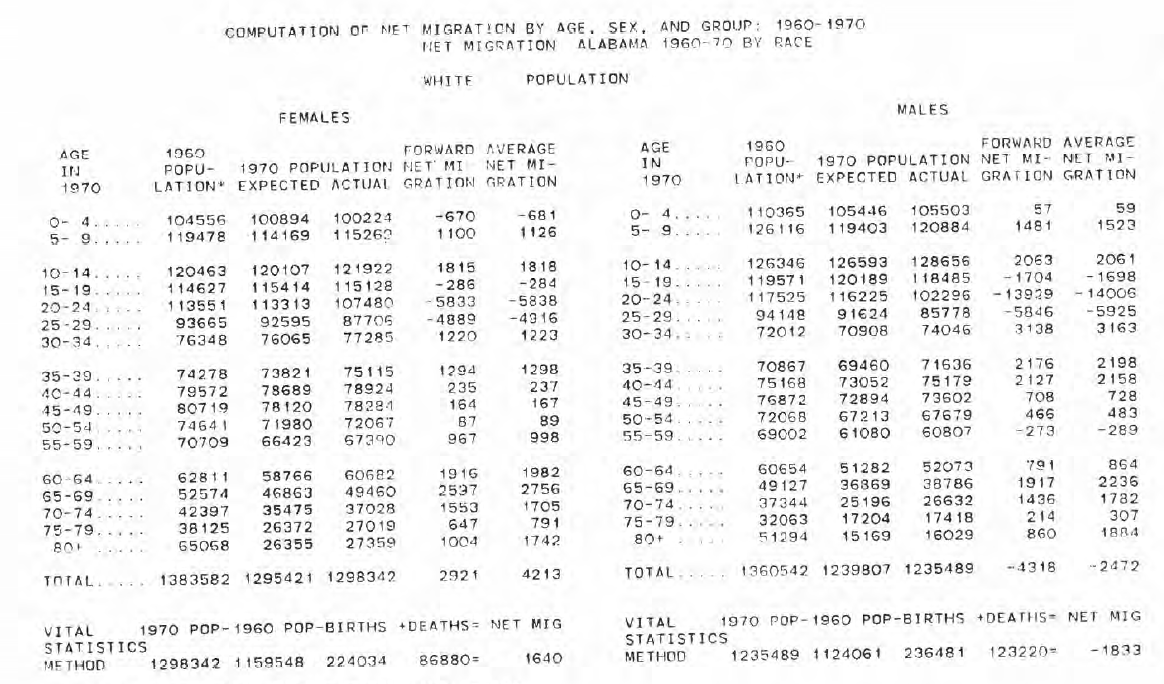 COMPUTATION OF NET MIGRATION BY AGE, SEX, AND GROUP: 1960-1970
NET MIGRATION ALABAMA 1960-70 BY RACE
WHITE POPULATION
FEMALES
AGE 1960 FORWARD AVERAGE
IN POPU- 1970 POPULATION NET MI- NET MI-
1970 LATION* EXPECTED ACTUAL GRATION GRATION
0- 4..... 104556 100894 100224 -670 -681
5- 9..... 119478 114169 115269 1100 1126
10-14..... 120463 120107 121922 1815 1818
15-19..... 114627 115414 115128 -286 -284
20-24..... 113551 113313 107480 -5833 -5838
25-29..... 93665 92595 87706 -4889 -4916
30-34..... 76348 76065 77285 1220 1223
35-39..... 74278 73821 75115 1294 1298
40-44..... 79572 78689 78924 235 237
45-49..... 80719 78120 78284 164 167
50-54..... 74641 71980 72067 87 89
55-59..... 70709 66423 67390 967 998
60-64..... 62811 58766 60682 1916 1982
65-69..... 52574 46863 49460 2597 2756
70-74..... 42397 35475 37028 1553 1705
75-79..... 38125 26372 27019 647 791
80+ ..... 65068 26355 27359 1004 1742
TOTAL..... 1383582 1295421 1298342 2921 4213
VITAL 1970 POP-1960 POP-BIRTHS +DEATHS= NET MIG
STATISTICS
METHOD 1298342 1159548 224034 86880= 1640
MALES
AGE 1960 FORWARD AVERAGE
IN POPU- 1970 POPULATION NET MI- NET MI-
1970 LATION* EXPECTED ACTUAL GRATION GRATION
0- 4..... 110365 105446 105503 57 59
5- 9..... 126116 119403 120884 1481 1523
10-14..... 126346 126593 128656 2063 2061
15-19..... 119571 120189 118485 -1704 -1698
20-24..... 117525 116225 102296 -13929 -14006
25-29..... 94148 91624 85778 -5846 -5925
30-34..... 72012 70908 74046 3138 3163
35-39..... 70867 69460 71636 2176 2198
40-44..... 75168 73052 75179 2127 2158
45-49..... 76872 72894 73602 708 728
50-54..... 72068 67213 67679 466 483
55-59..... 69002 61080 60807 -273 -289
60-64..... 60654 51282 52073 791 864
65-69..... 49127 36869 38786 1917 2236
70-74..... 37344 25196 26632 1436 1782
75-79..... 32063 17204 17418 214 307
80+ ..... 51294 15169 16029 860 1884
TOTAL..... 1360542 1239807 1235489 -4318 -2472
VITAL 1970 POP-1960 POP-BIRTHS +DEATHS= NET MIG
STATISTICS
METHOD 1235489 1124061 236481 123220= -1833